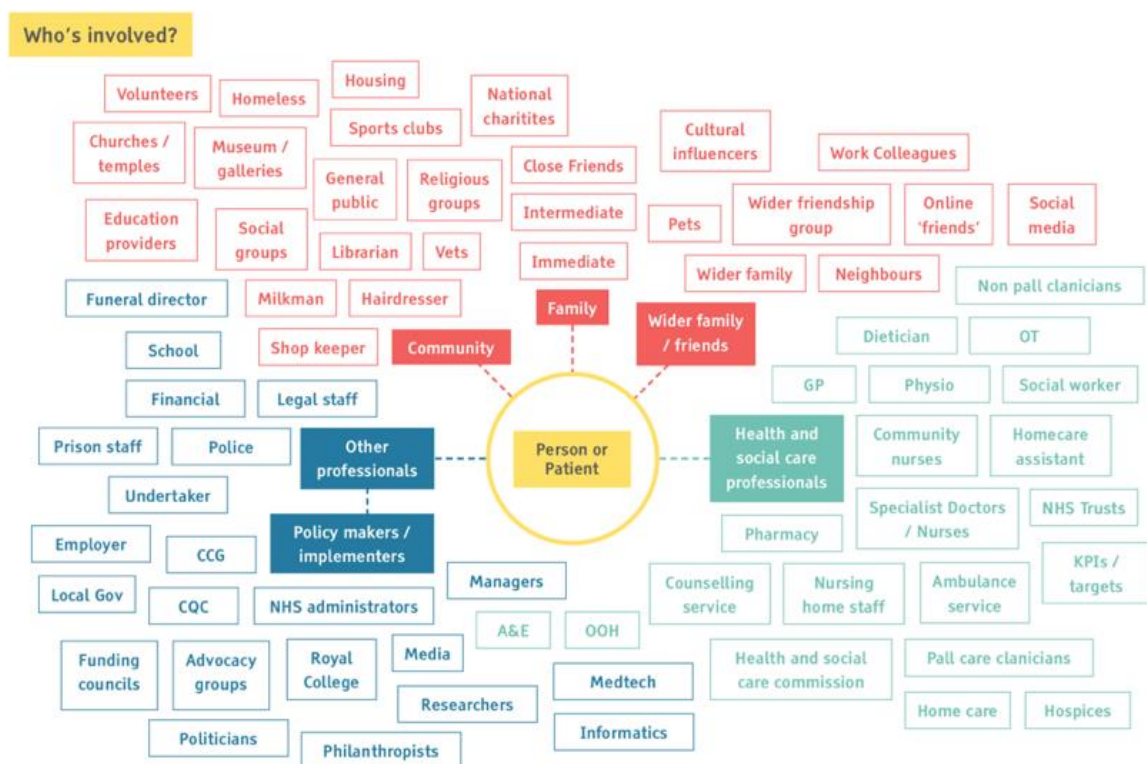 Who's involved?
Volunteers
Homeless
Housing
National
charitites
Churches /
temples
Museum /
galleries
Sports clubs
Cultural
influencers
Work Colleagues
Close Friends
General
public
Religious
groups
Education
providers
Social
groups
Intermediate
Pets
Wider friendship
group
Online
'friends'
Social
media
Librarian
Vets
Immediate
Wider family
Neighbours
Funeral director
Milkman
Hairdresser
Family
Wider family
/ friends
Non pall clanicians
School
Shop keeper
Community
Dietician
OT
Financial
Legal staff
GP
Physio
Social worker
Prison staff
Police
Other
professionals
Person or
Patient
Health and
social care
professionals
Community
nurses
Homecare
assistant
Undertaker
Specialist Doctors
/ Nurses
NHS Trusts
Employer
CCG
Policy makers /
implementers
Pharmacy
KPIs /
targets
Local Gov
CQC
NHS administrators
Managers
Counselling
service
Nursing
home staff
Ambulance
service
A&E
OOH
Funding
councils
Advocacy
groups
Royal
College
Media
Medtech
Health and social
care commission
Pall care clanicians
Researchers
Informatics
Home care
Hospices
Politicians
Philanthropists